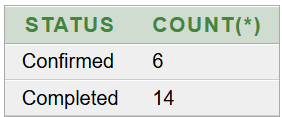 STATUS COUNT(*)
Confirmed 6
Completed 14